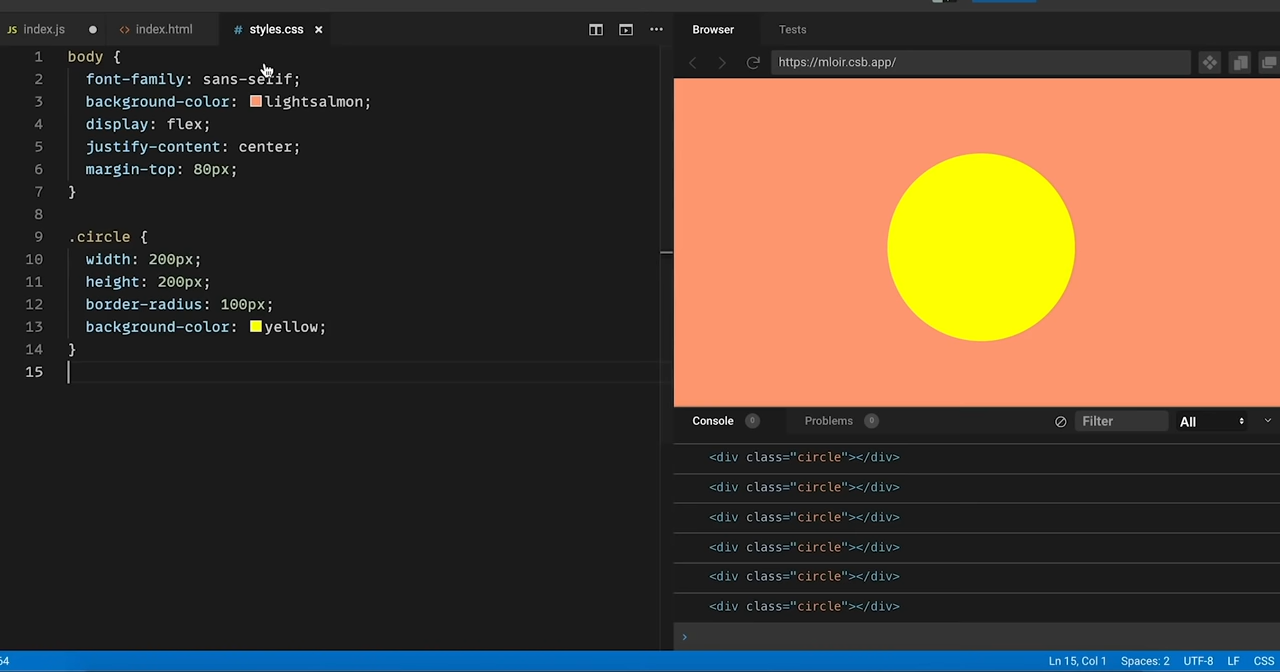 JS index.js
<> index.html
# styles.css ×
Browser
Tests
https://mloir.csb.app/
1 body {
2 font-family: sans-serif;
3 background-color: lightsalmon;
4 display: flex;
5 justify-content: center;
6 margin-top: 80px;
7 }
8
9 .circle {
10 width: 200px;
11 height: 200px;
12 border-radius: 100px;
13 background-color: yellow;
14 }
15
Console 0
Problems 0
Filter
All
<div class="circle"></div>
<div class="circle"></div>
<div class="circle"></div>
<div class="circle"></div>
<div class="circle"></div>
<div class="circle"></div>
›
64 Ln 15, Col 1 Spaces: 2 UTF-8 LF CSS